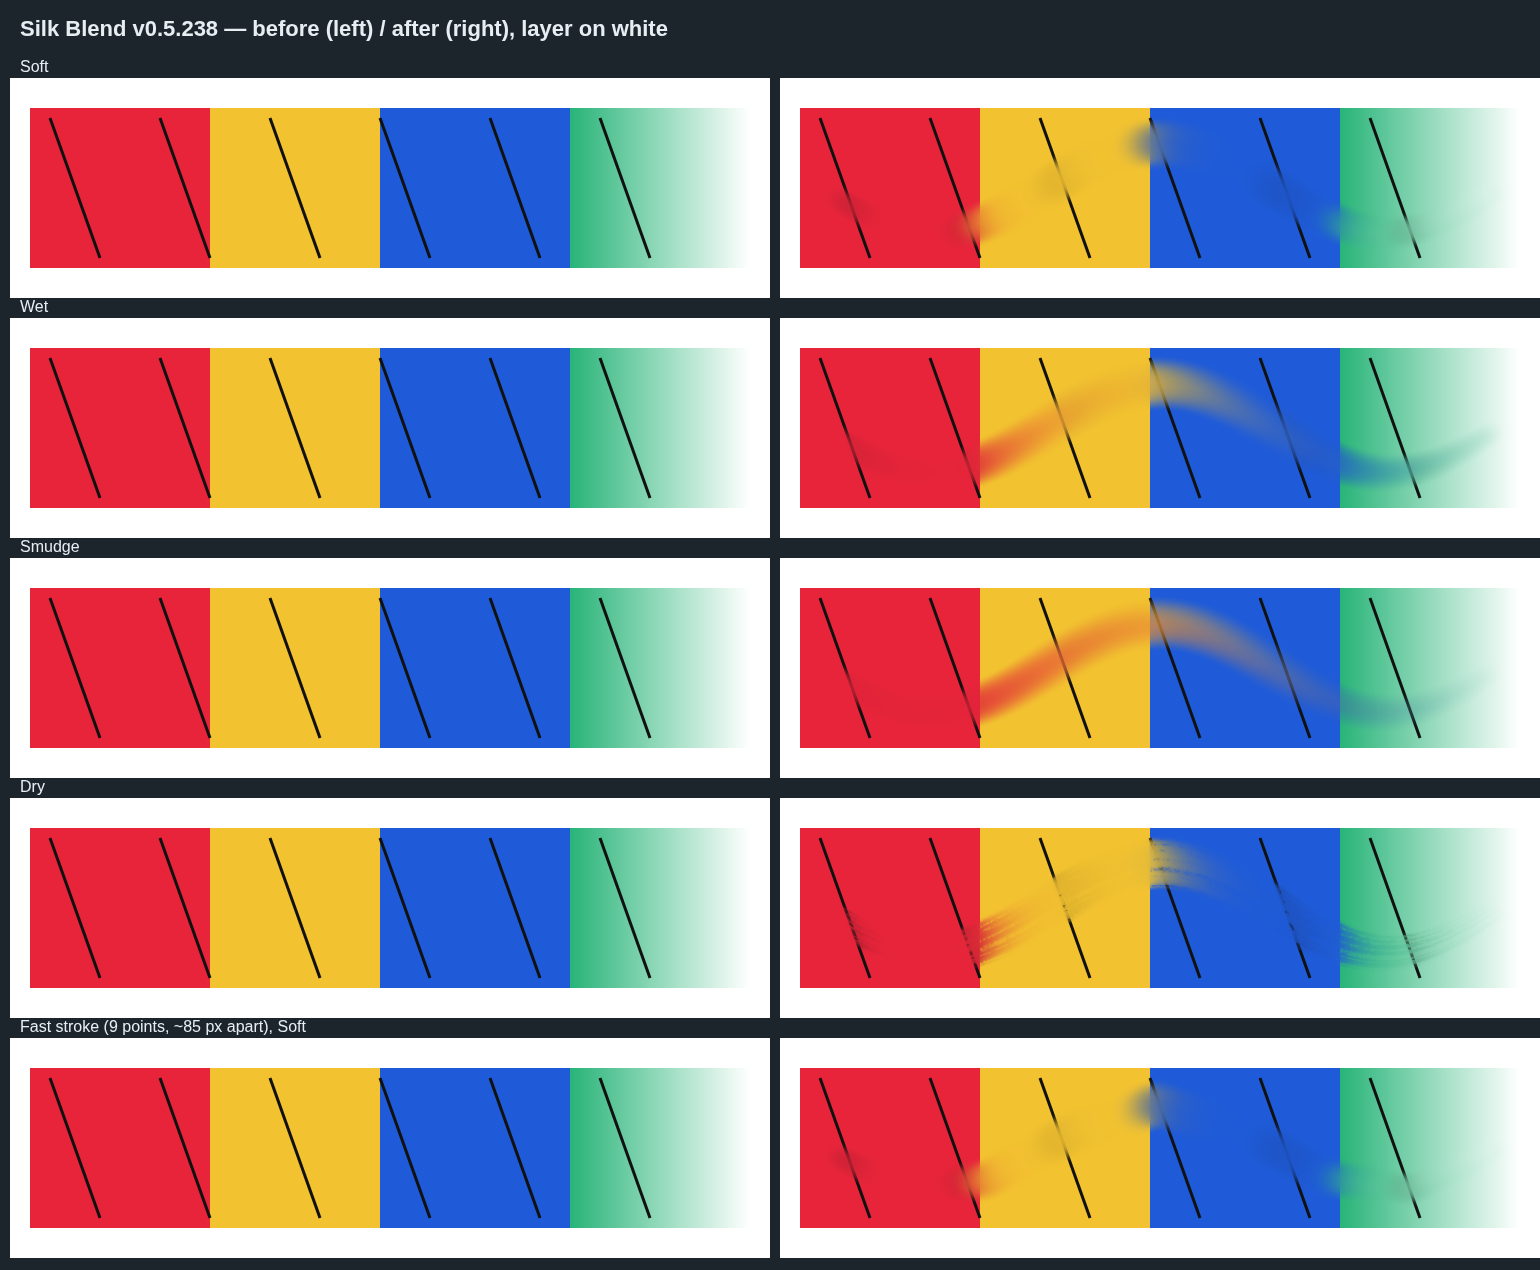 Silk Blend v0.5.238 — before (left) / after (right), layer on white
Soft
Wet
Smudge
Dry
Fast stroke (9 points, ~85 px apart), Soft